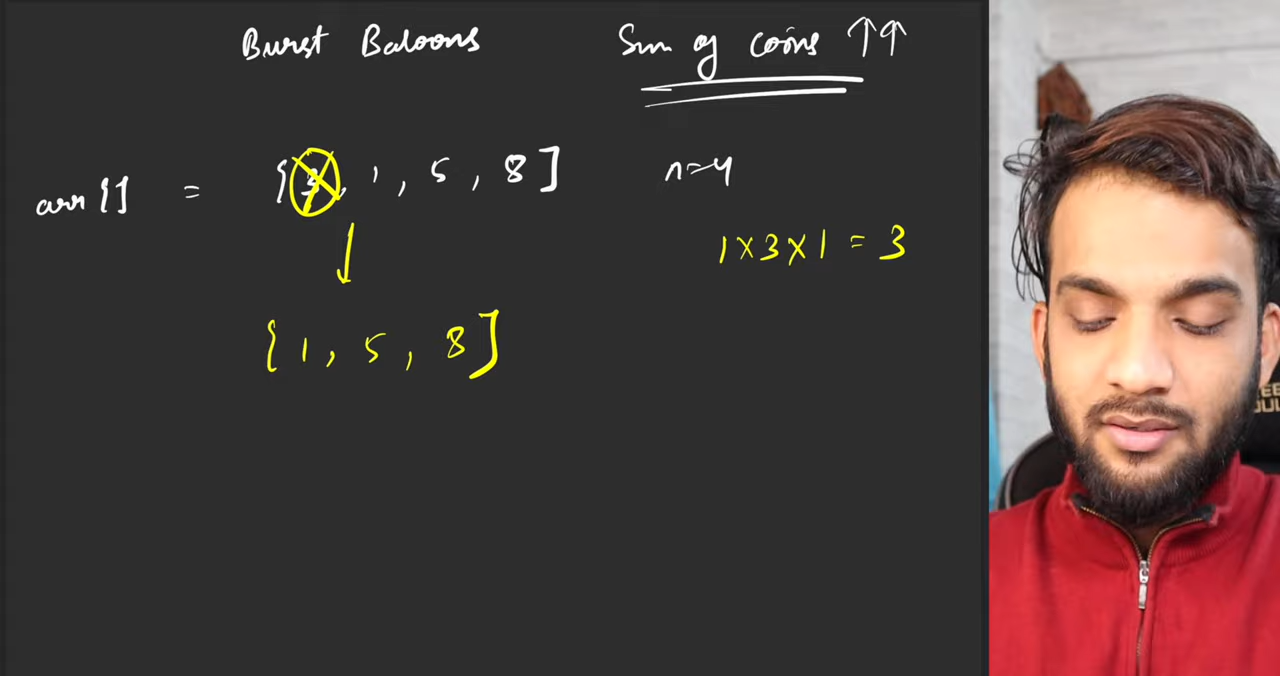 Burst Baloons
Sum of coins ↑↑
arr[] = {3, 1, 5, 8]
n=4
1×3×1 = 3
{1, 5, 8]